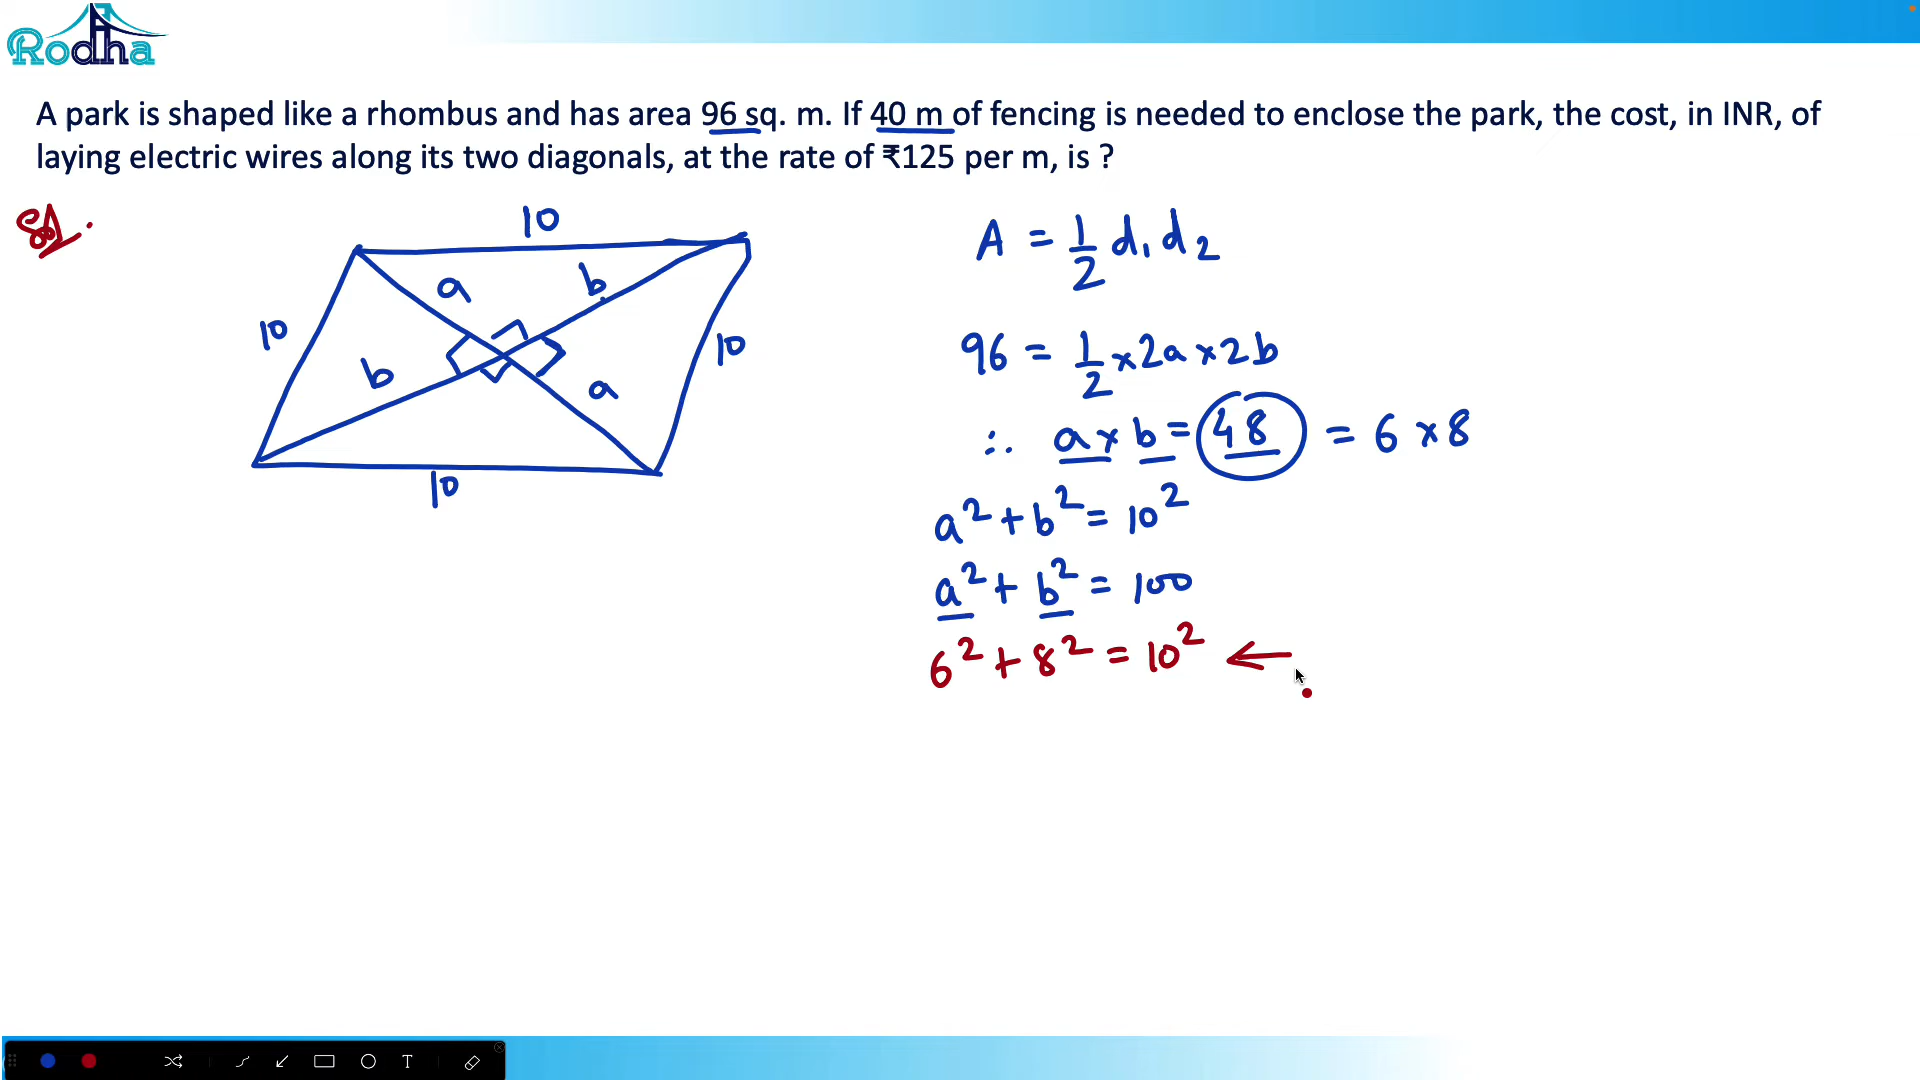 Rodha
A park is shaped like a rhombus and has area 96 sq. m. If 40 m of fencing is needed to enclose the park, the cost, in INR, of
laying electric wires along its two diagonals, at the rate of ₹125 per m, is ?
Sol.
10
a
b
10
10
b
a
10
A = 1/2 d₁ d₂
96 = 1/2 × 2a × 2b
∴ a × b = 48 = 6 × 8
a² + b² = 10²
a² + b² = 100
6² + 8² = 10² ←
T